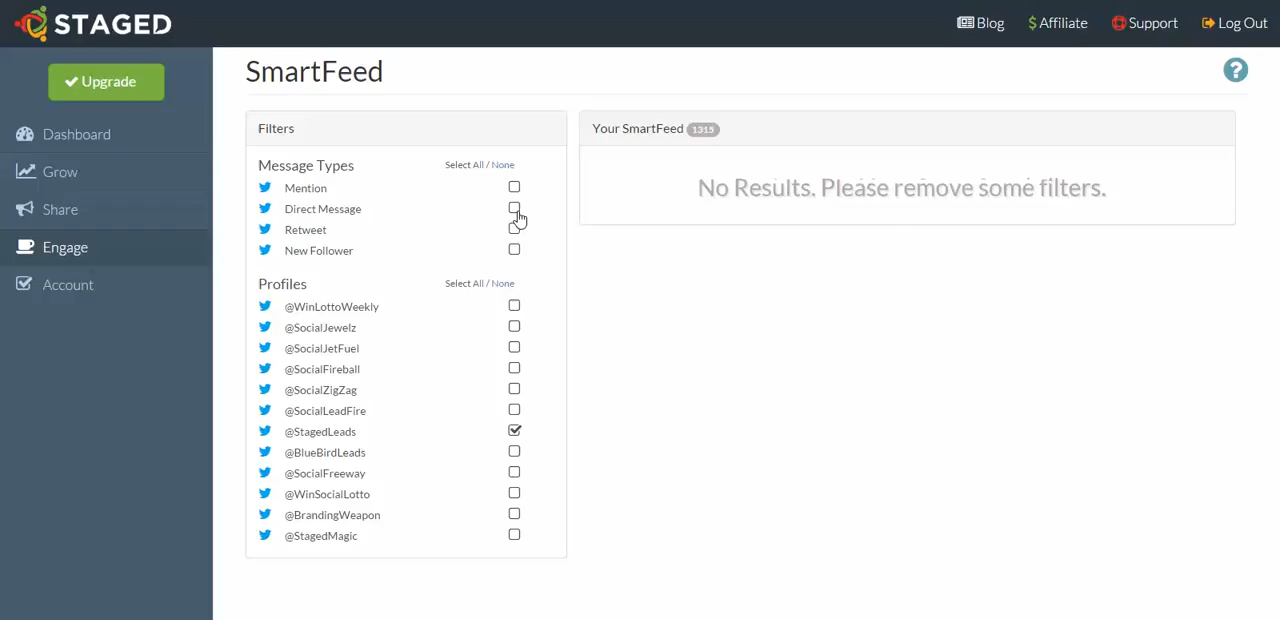 STAGED
Blog
$ Affiliate
Support
Log Out
Upgrade
Dashboard
Grow
Share
Engage
Account
SmartFeed
?
Filters
Message Types
Select All / None
Mention
Direct Message
Retweet
New Follower
Profiles
Select All / None
@WinLottoWeekly
@SocialJewelz
@SocialJetFuel
@SocialFireball
@SocialZigZag
@SocialLeadFire
@StagedLeads
@BlueBirdLeads
@SocialFreeway
@WinSocialLotto
@BrandingWeapon
@StagedMagic
Your SmartFeed 1315
No Results. Please remove some filters.